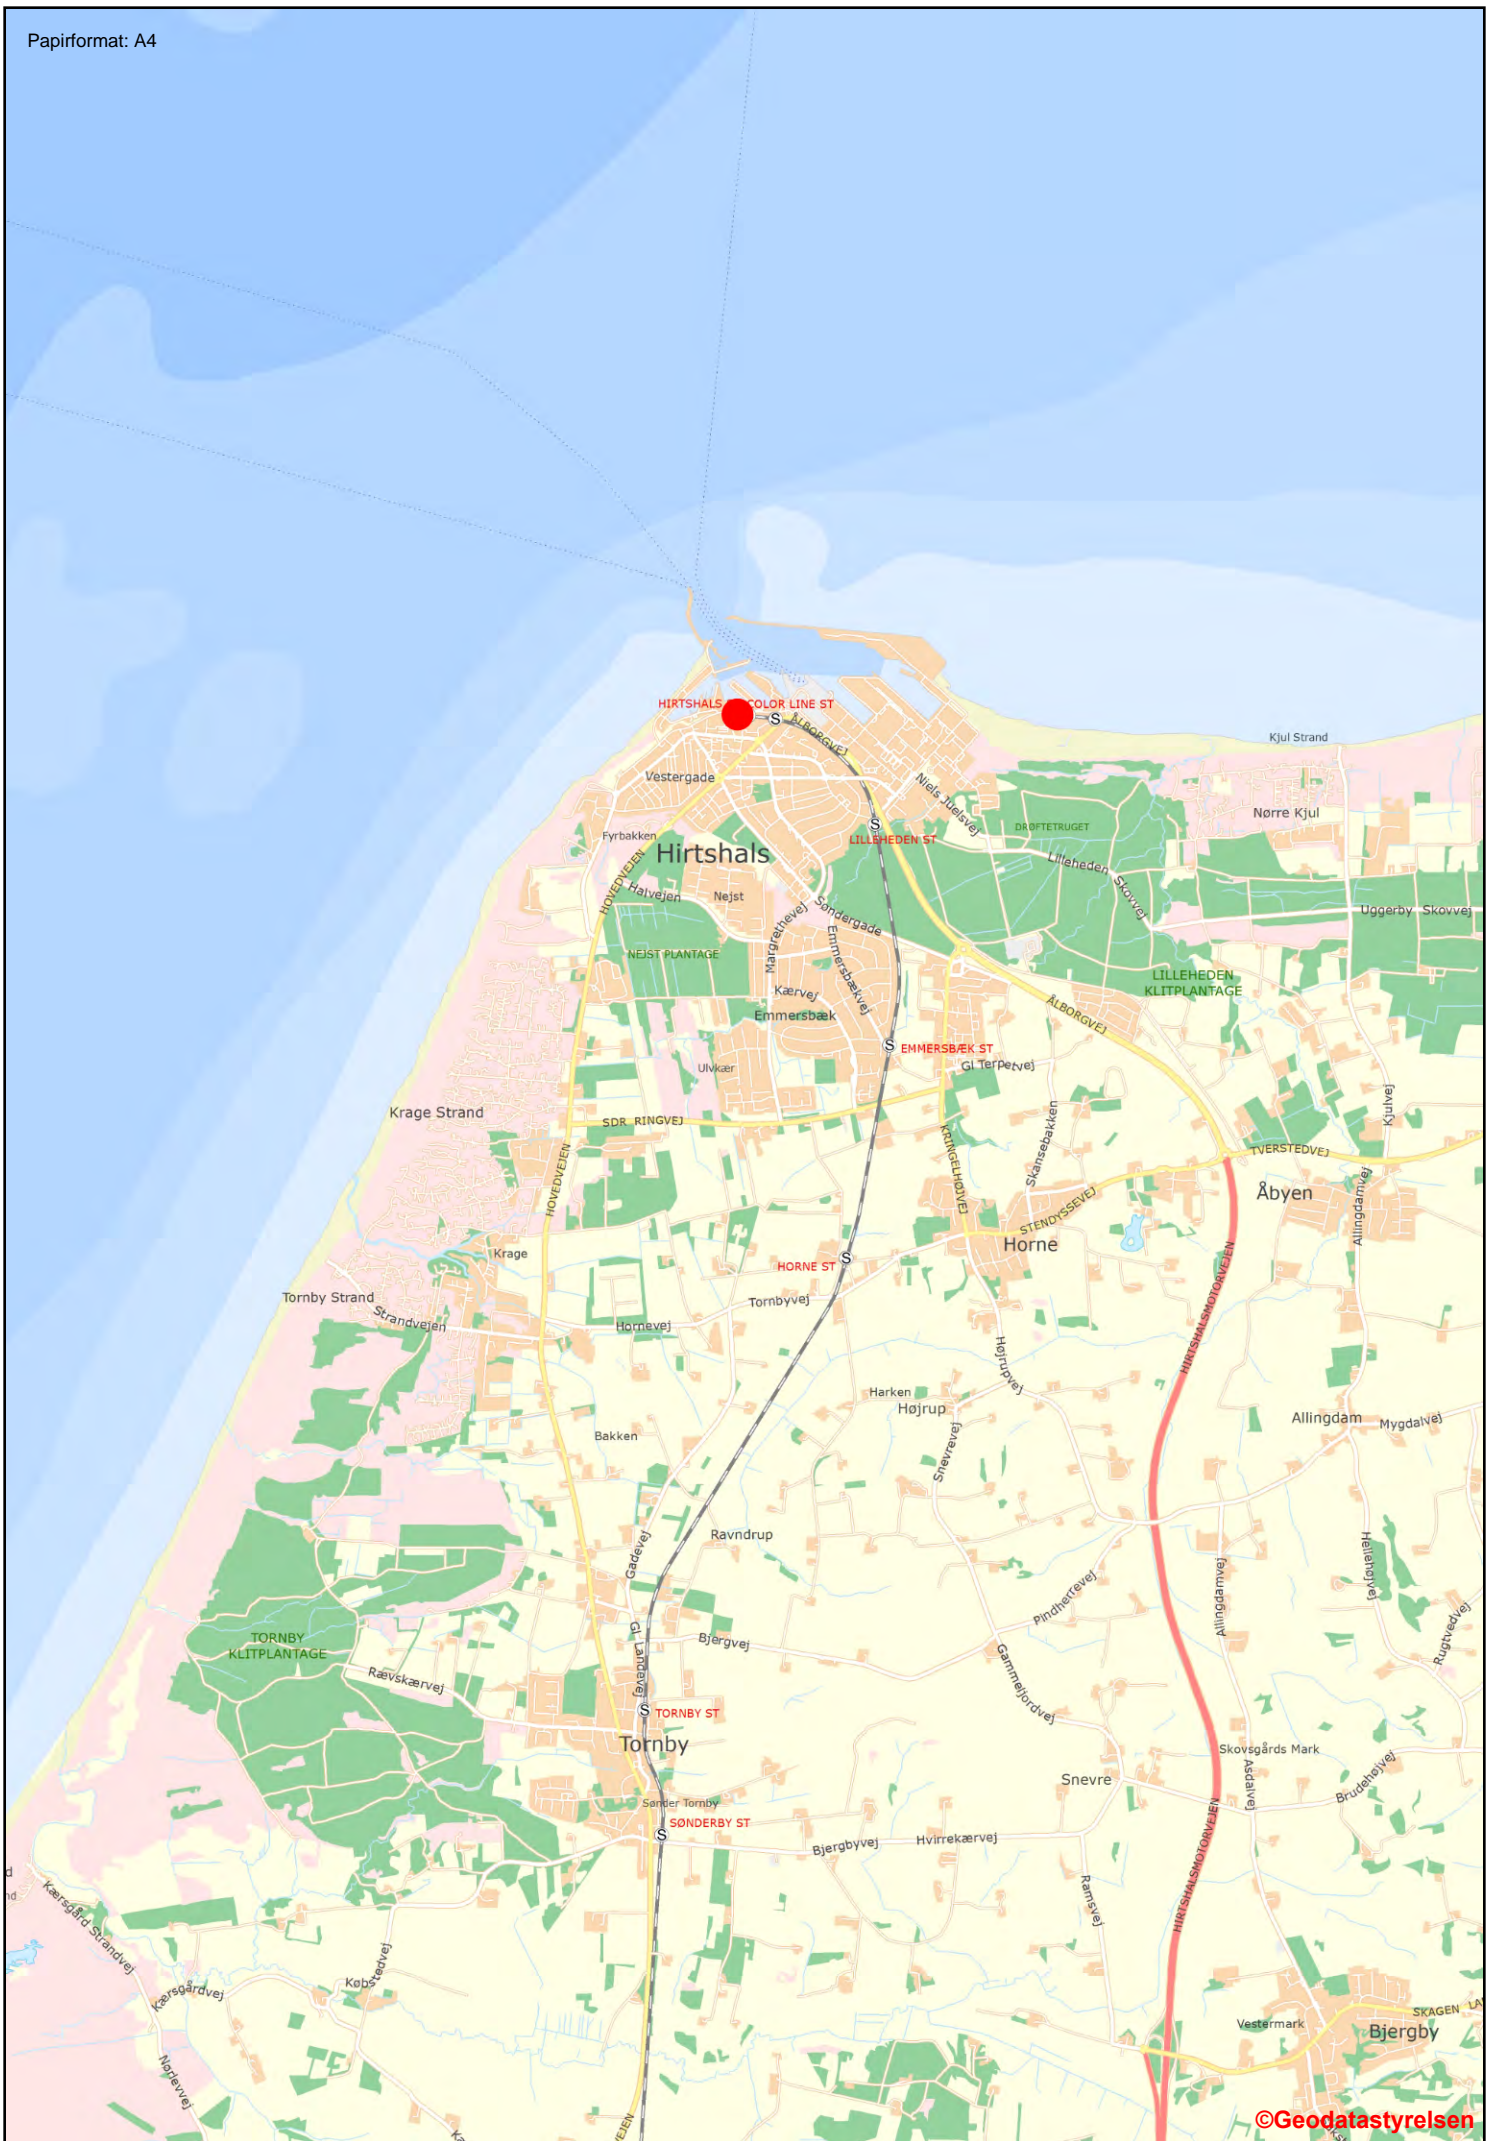 Papirformat: A4
HIRTSHALS
COLOR LINE ST
ÅLBORGVEJ
Kjul Strand
Vestergade
Niels Juelsvej
Nørre Kjul
DRØFTETRUGET
Fyrbakken
LILLEHEDEN ST
Hirtshals
Lilleheden Skovvej
HOVEDVEJEN
Halvejen
Nejst
Margrethevej
Søndergade
Uggerby Skovvej
Emmersbækvej
NEJST PLANTAGE
LILLEHEDEN
KLITPLANTAGE
Kærvej
Emmersbæk
ÅLBORGVEJ
EMMERSBÆK ST
Gl Terpetvej
Ulvkær
Krage Strand
SDR RINGVEJ
Kjulvej
Skansebakken
KRINGELHØJVEJ
TVERSTEDVEJ
HOVEDVEJEN
Åbyen
Allingdamvej
STENDYSSEVEJ
Horne
Krage
HORNE ST
HIRTSHALSMOTORVEJEN
Tornby Strand
Tornbyvej
Strandvejen
Hornevej
Højrupvej
Harken
Højrup
Allingdam
Mygdalvej
Bakken
Snevrevej
Ravndrup
Gadevej
Hellehøjvej
Pindherrevej
Allingdamvej
Rugtvedvej
TORNBY
KLITPLANTAGE
Gl Landevej
Bjergvej
Gammeljordvej
Rævskærvej
TORNBY ST
Tornby
Skovsgårds Mark
Snevre
Asdalvej
Brudehøjvej
Sønder Tornby
SØNDERBY ST
HIRTSHALSMOTORVEJEN
Bjergbyvej
Hvirrekærvej
Ramsvej
d
nd
Kærsgård Strandvej
Købstedvej
Kærsgårdvej
SKAGEN LA
Vestermark
Bjergby
Nørlevvej
VEJEN
©Geodatastyrelsen